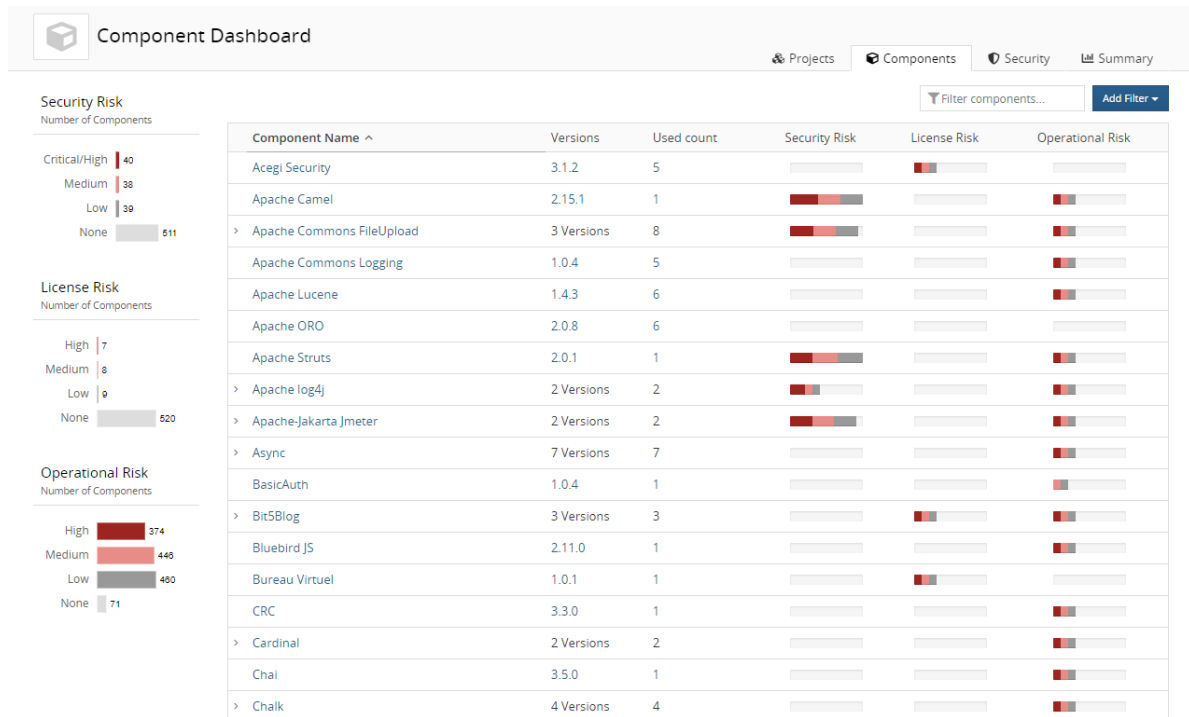 Component Dashboard
Projects Components Security Summary
Security Risk
Number of Components
Critical/High 40
Medium 38
Low 39
None 511
License Risk
Number of Components
High 7
Medium 8
Low 9
None 520
Operational Risk
Number of Components
High 374
Medium 446
Low 460
None 71
Filter components... Add Filter
Component Name Versions Used count Security Risk License Risk Operational Risk
Acegi Security 3.1.2 5
Apache Camel 2.15.1 1
Apache Commons FileUpload 3 Versions 8
Apache Commons Logging 1.0.4 5
Apache Lucene 1.4.3 6
Apache ORO 2.0.8 6
Apache Struts 2.0.1 1
Apache log4j 2 Versions 2
Apache-Jakarta Jmeter 2 Versions 2
Async 7 Versions 7
BasicAuth 1.0.4 1
Bit5Blog 3 Versions 3
Bluebird JS 2.11.0 1
Bureau Virtuel 1.0.1 1
CRC 3.3.0 1
Cardinal 2 Versions 2
Chai 3.5.0 1
Chalk 4 Versions 4